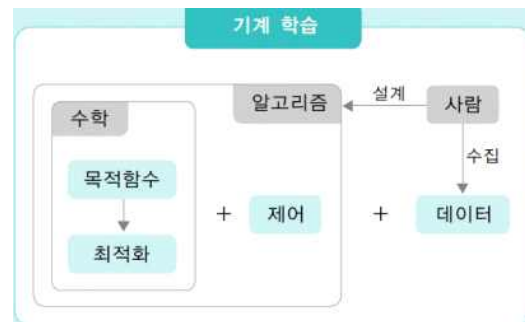 기계 학습
알고리즘
설계
사람
수학
수집
목적함수
+
제어
+
데이터
최적화